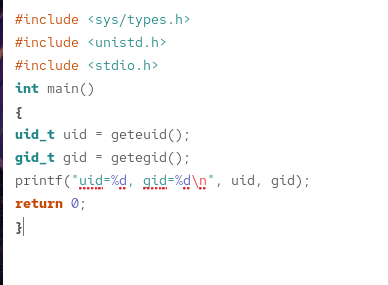 #include <sys/types.h>
#include <unistd.h>
#include <stdio.h>
int main()
{
uid_t uid = geteuid();
gid_t gid = getegid();
printf("uid=%d, gid=%d\n", uid, gid);
return 0;
}